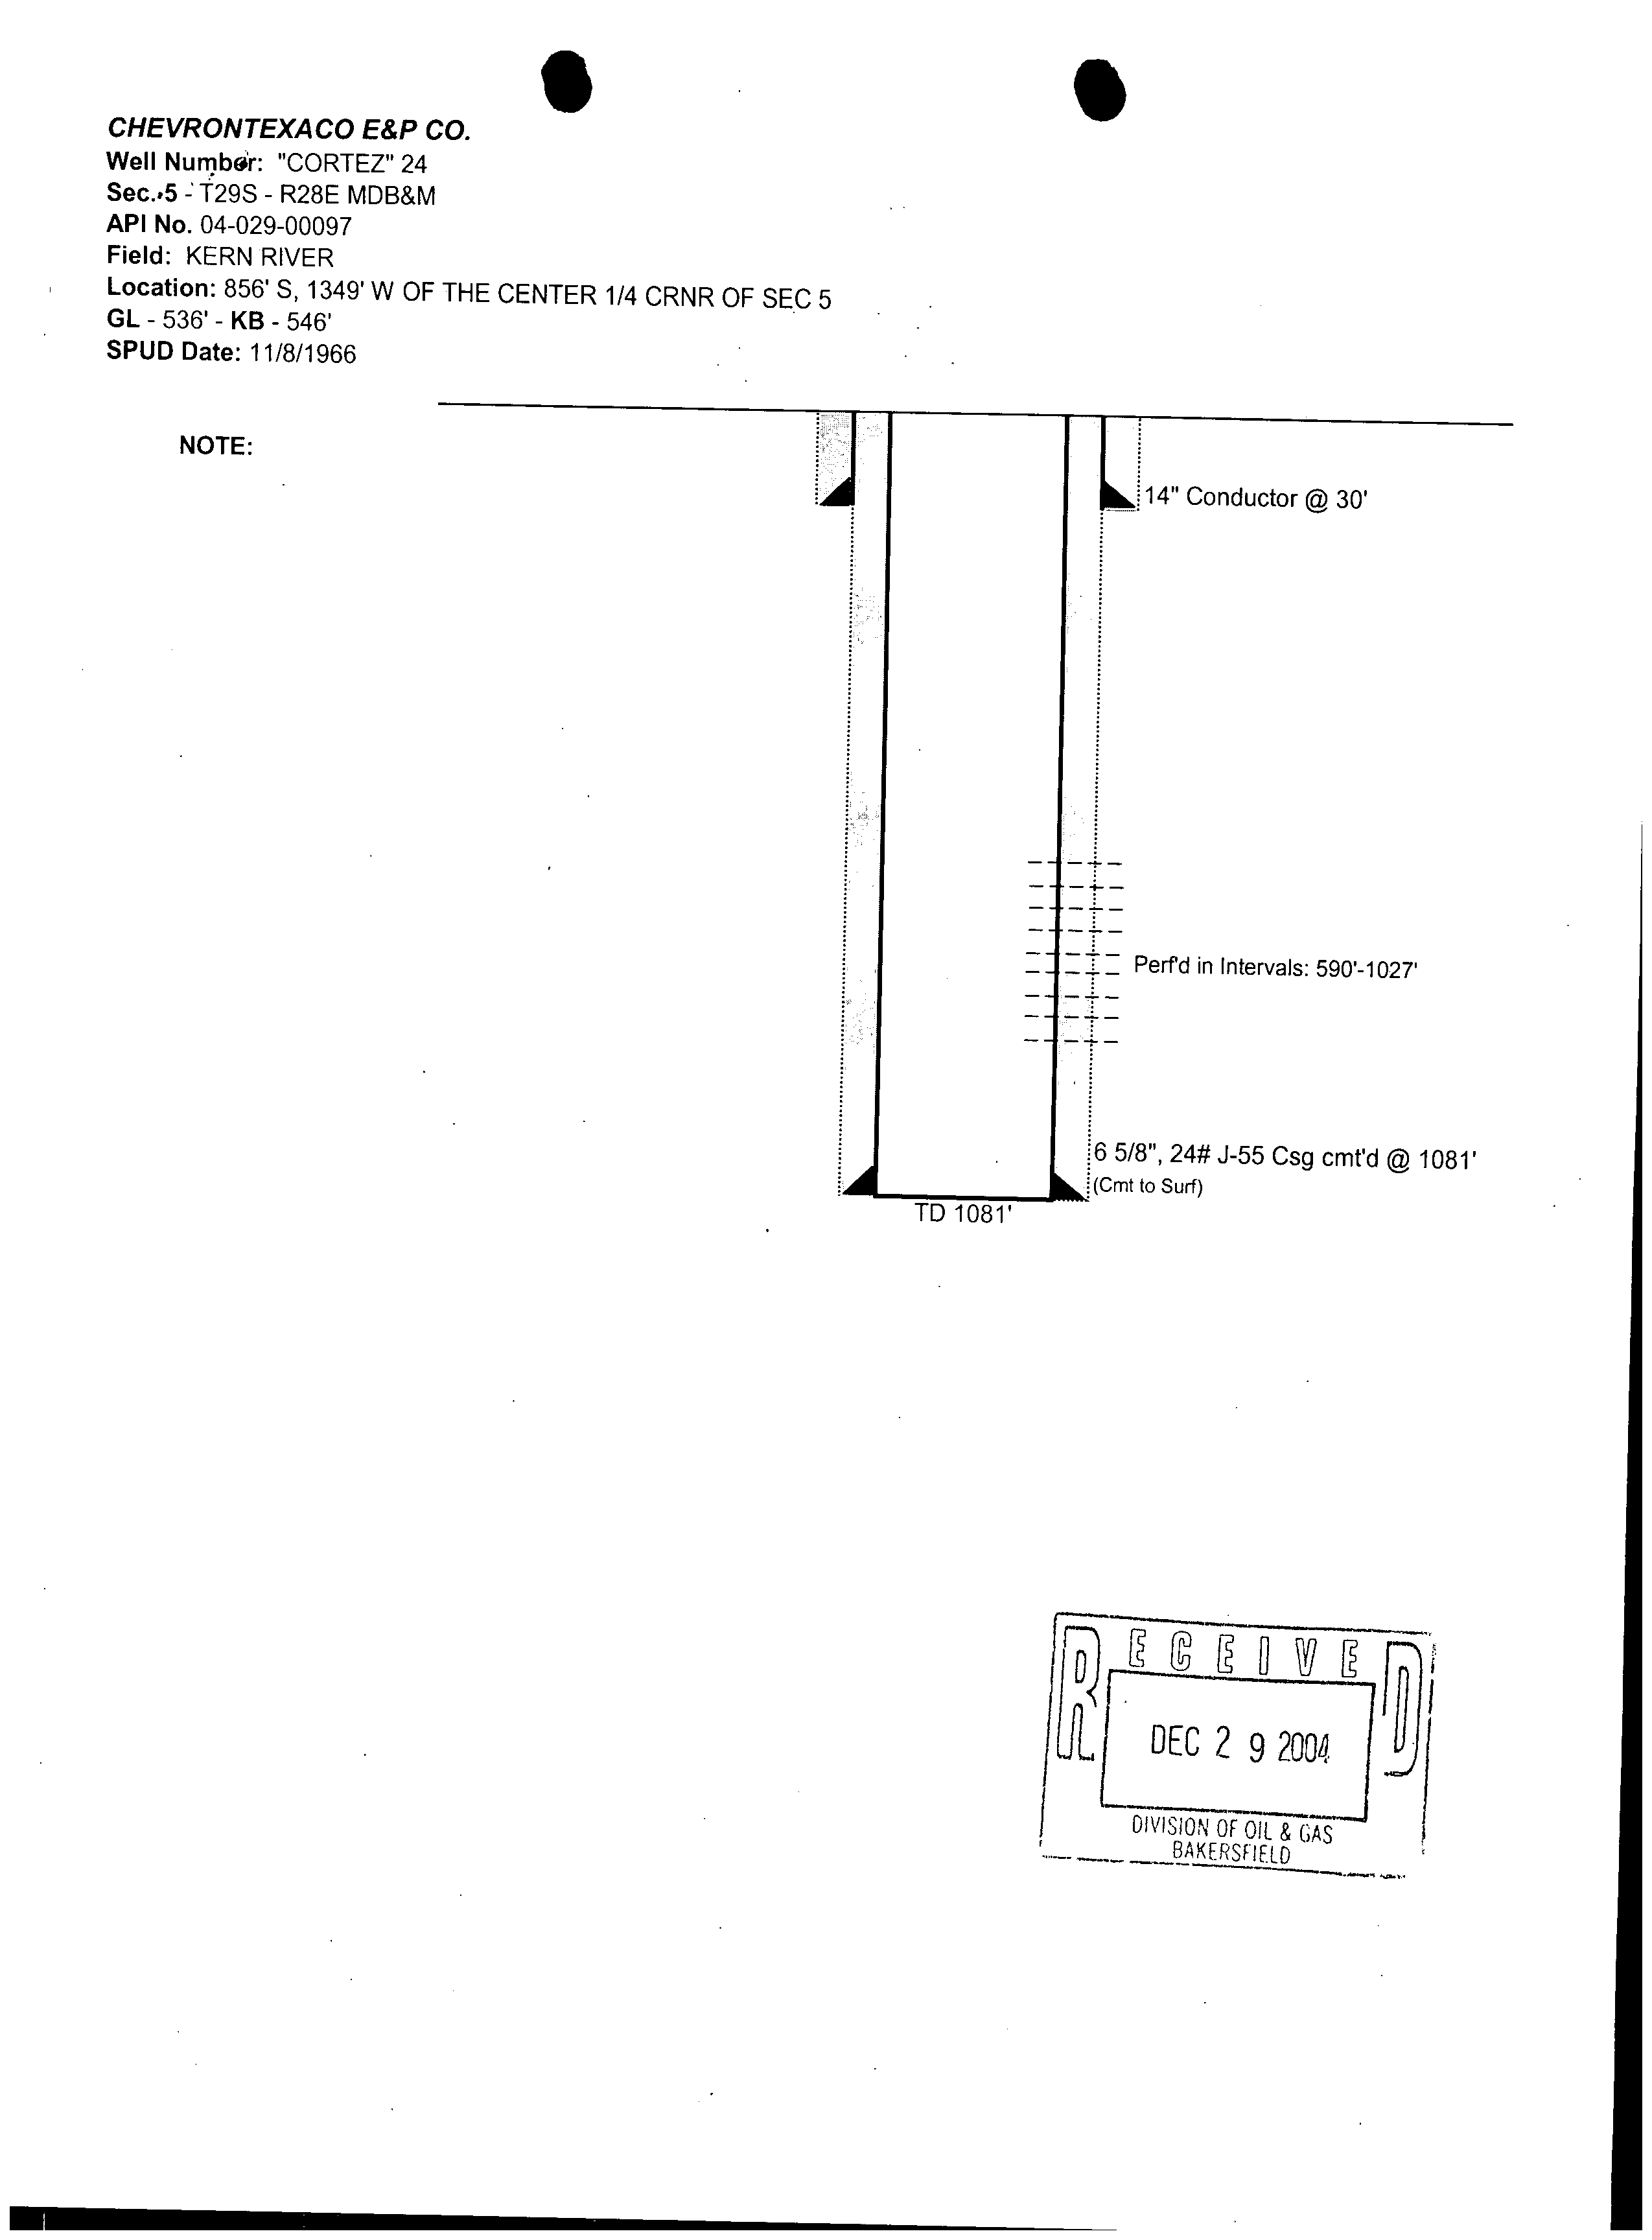 CHEVRONTEXACO E&P CO.
Well Number: "CORTEZ" 24
Sec. 5 - T29S - R28E MDB&M
API No. 04-029-00097
Field: KERN RIVER
Location: 856' S, 1349' W OF THE CENTER 1/4 CRNR OF SEC 5
GL - 536' - KB - 546'
SPUD Date: 11/8/1966
NOTE:
14" Conductor @ 30'
Perf'd in Intervals: 590'-1027'
6 5/8", 24# J-55 Csg cmt'd @ 1081'
(Cmt to Surf)
TD 1081'
RECEIVED
DEC 29 2004
DIVISION OF OIL & GAS
BAKERSFIELD